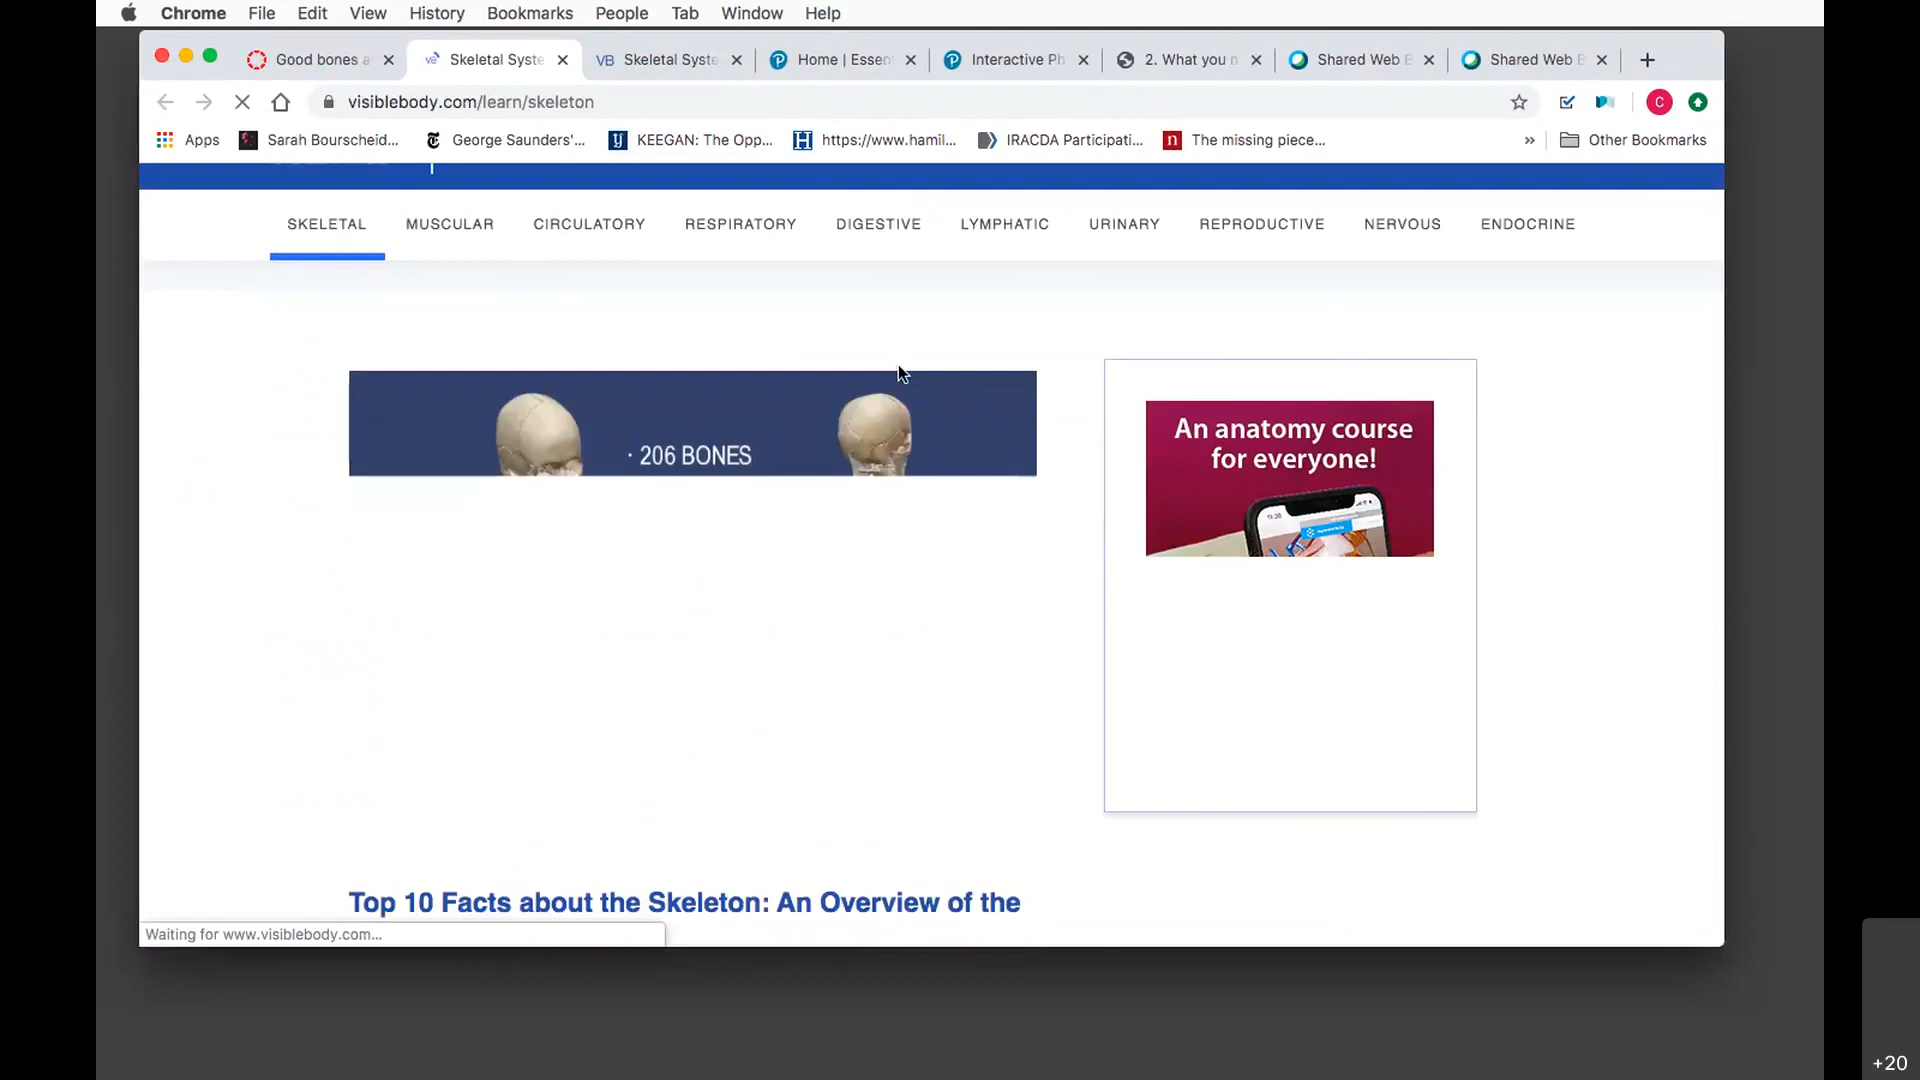 Chrome File Edit View History Bookmarks People Tab Window Help
Good bones a
Skeletal Syste
VB Skeletal Syste
Home | Essen
Interactive Ph
2. What you n
Shared Web B
Shared Web B
visiblebody.com/learn/skeleton
C
Apps
Sarah Bourscheid...
George Saunders'...
KEEGAN: The Opp...
https://www.hamil...
IRACDA Participati...
The missing piece...
»
Other Bookmarks
SKELETAL MUSCULAR CIRCULATORY RESPIRATORY DIGESTIVE LYMPHATIC URINARY REPRODUCTIVE NERVOUS ENDOCRINE
· 206 BONES
An anatomy course
for everyone!
Top 10 Facts about the Skeleton: An Overview of the
Waiting for www.visiblebody.com...
+20